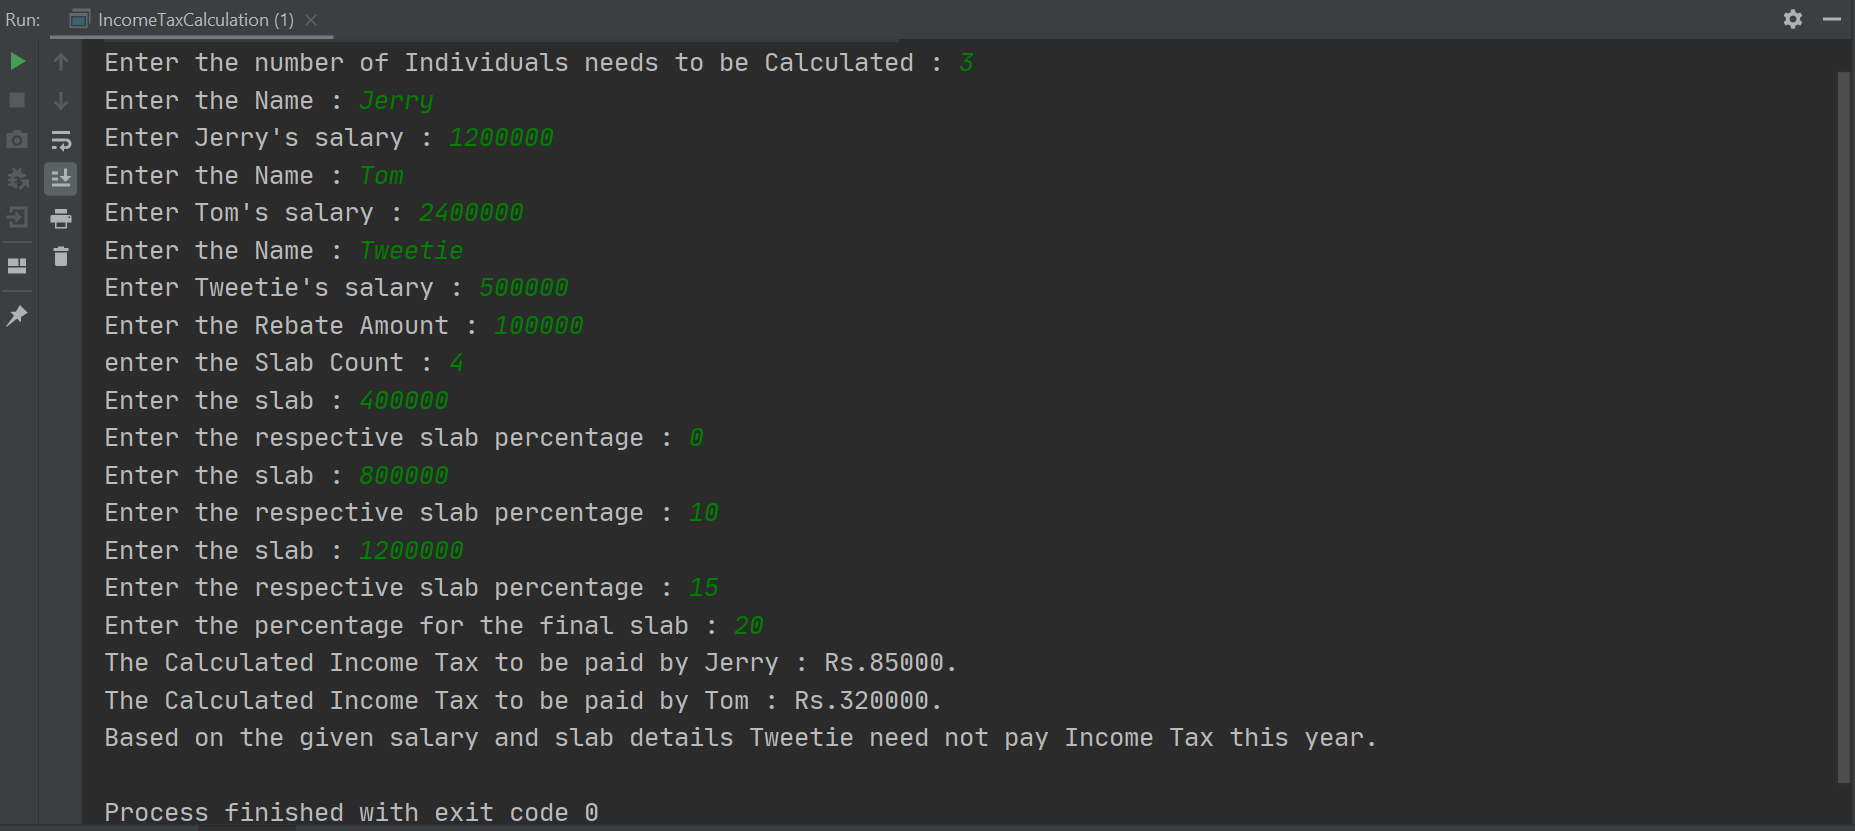 Run: IncomeTaxCalculation (1)
Enter the number of Individuals needs to be Calculated : 3
Enter the Name : Jerry
Enter Jerry's salary : 1200000
Enter the Name : Tom
Enter Tom's salary : 2400000
Enter the Name : Tweetie
Enter Tweetie's salary : 500000
Enter the Rebate Amount : 100000
enter the Slab Count : 4
Enter the slab : 400000
Enter the respective slab percentage : 0
Enter the slab : 800000
Enter the respective slab percentage : 10
Enter the slab : 1200000
Enter the respective slab percentage : 15
Enter the percentage for the final slab : 20
The Calculated Income Tax to be paid by Jerry : Rs.85000.
The Calculated Income Tax to be paid by Tom : Rs.320000.
Based on the given salary and slab details Tweetie need not pay Income Tax this year.
Process finished with exit code 0